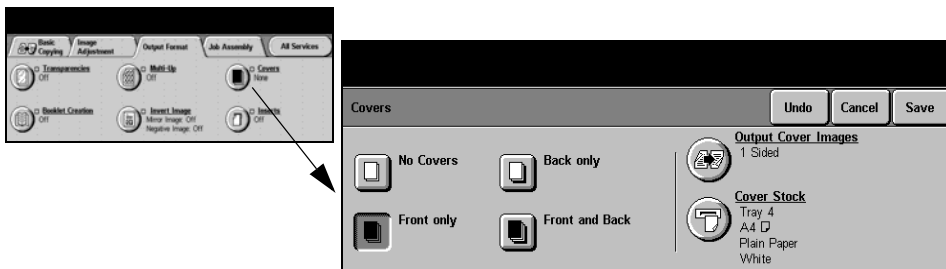 Basic Copying
Image Adjustment
Output Format
Job Assembly
All Services
Transparencies
Off
Multi-Up
Off
Covers
None
Booklet Creation
Off
Invert Image
Mirror Image: Off
Negative Image: Off
Inserts
Off
Covers
Undo
Cancel
Save
No Covers
Back only
Front only
Front and Back
Output Cover Images
1 Sided
Cover Stock
Tray 4
A4
Plain Paper
White